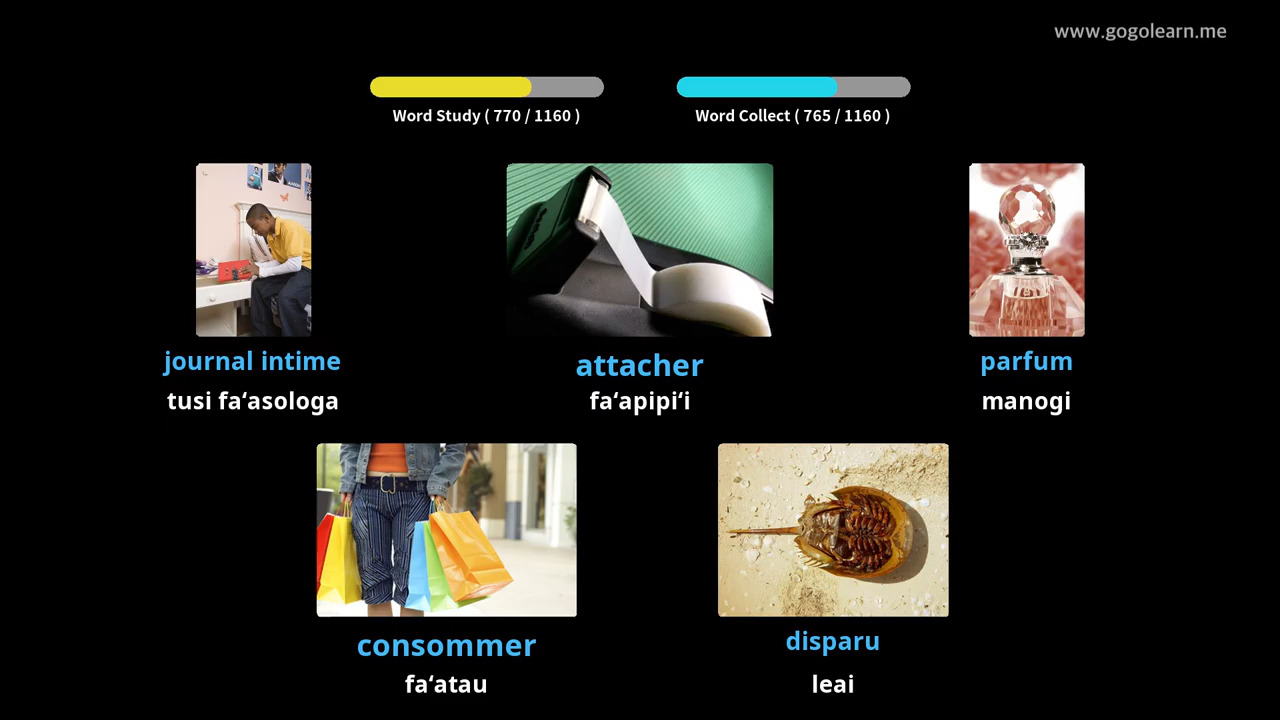 www.gogolearn.me
Word Study ( 770 / 1160 )
Word Collect ( 765 / 1160 )
journal intime
tusi fa‘asologa
attacher
fa‘apipi‘i
parfum
manogi
consommer
fa‘atau
disparu
leai